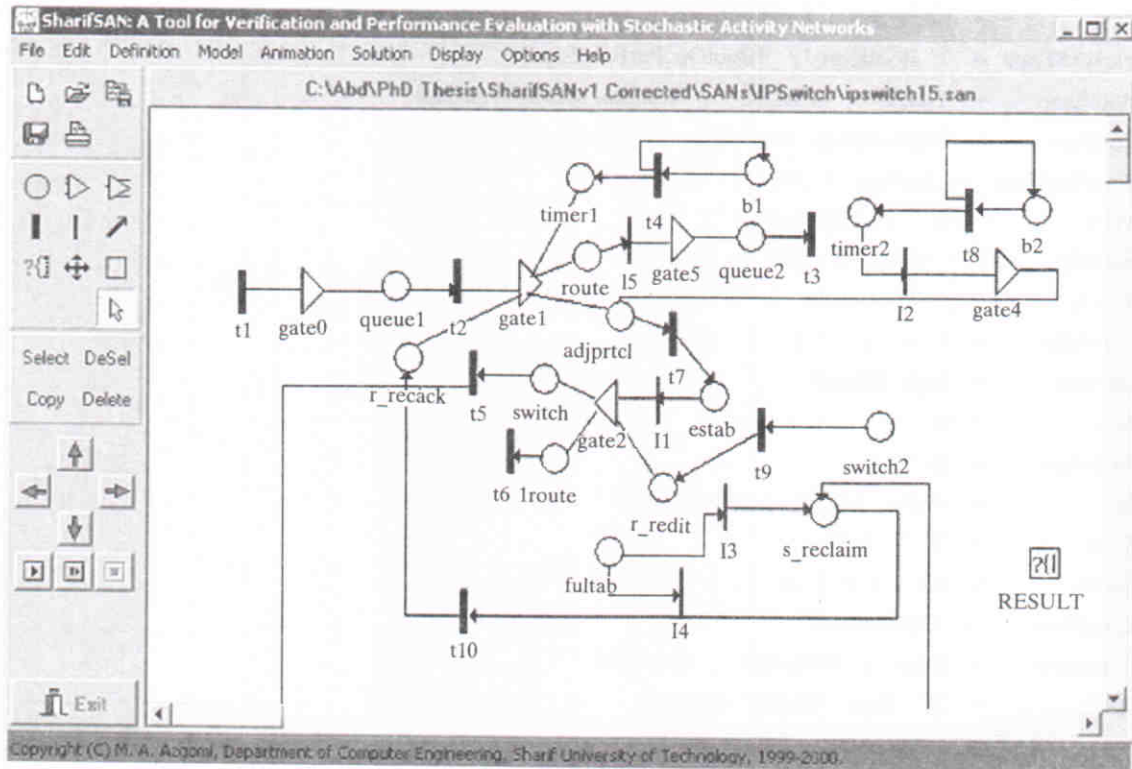 SharifSAN: A Tool for Verification and Performance Evaluation with Stochastic Activity Networks
File Edit Definition Model Animation Solution Display Options Help
C:\Abd\PhD Thesis\SharifSANv1 Corrected\SANs\IPSwitch\ipswitch15.san
timer1
t4
b1
timer2
t8
b2
t1
gate0
queue1
t2
gate1
route
I5
gate5
queue2
t3
I2
gate4
adjprtcl
t7
Select DeSel
Copy Delete
r_recack
t5
switch
gate2
I1
estab
t9
switch2
t6
1route
r_redit
I3
s_reclaim
fultab
I4
t10
?{
?{
RESULT
Exit
Copyright (C) M. A. Azgomi, Department of Computer Engineering, Sharif University of Technology, 1999-2000.